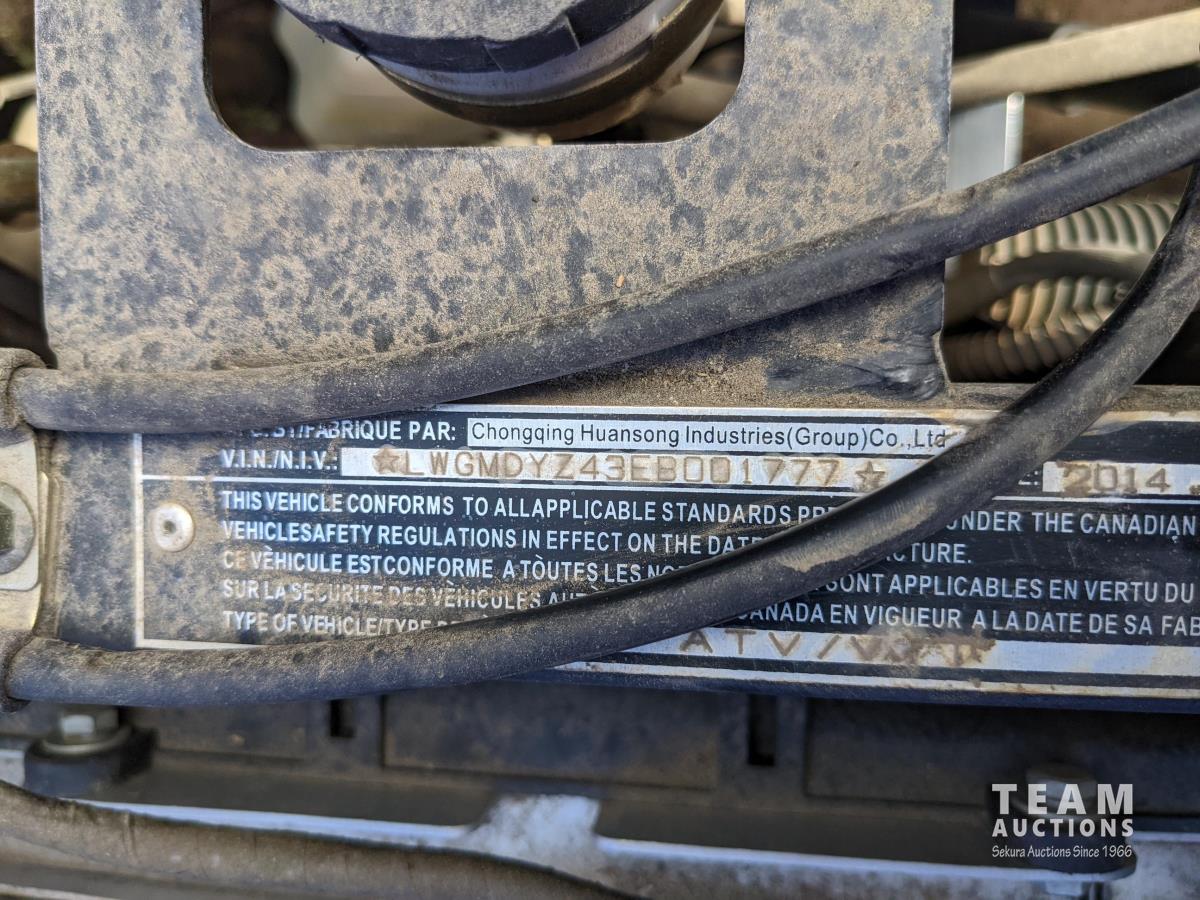 FABRIQUE PAR: Chongqing Huansong Industries(Group)Co.,Ltd
V.I.N./N.I.V.: ☆LWGMDYZ43EB001777☆ 2014
THIS VEHICLE CONFORMS TO ALLAPPLICABLE STANDARDS UNDER THE CANADIAN
VEHICLESAFETY REGULATIONS IN EFFECT ON THE DATE
CE VÈHICULE ESTCONFORME A TÒUTES LES SONT APPLICABLES EN VERTU DU
SUR LA SECURITE DES VÈHICULES CANADA EN VIGUEUR A LA DATE DE SA
TYPE OF VEHICLE/TYPE
ATV/
TEAM
AUCTIONS
Sekura Auctions Since 1966